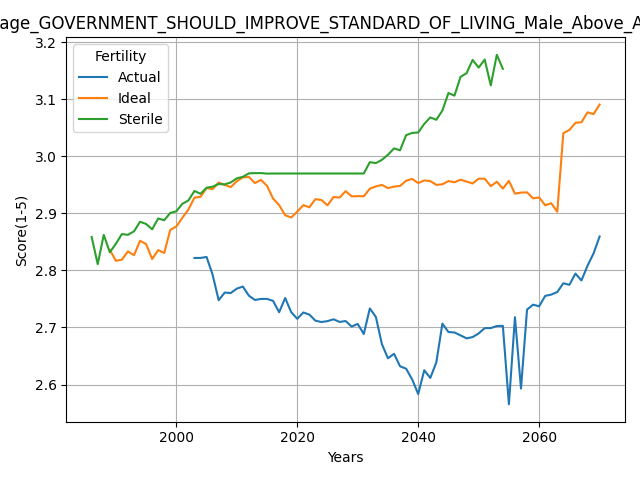 age_GOVERNMENT_SHOULD_IMPROVE_STANDARD_OF_LIVING_Male_Above_A
Fertility
Actual
Ideal
Sterile
Score(1-5)
3.2
3.1
3.0
2.9
2.8
2.7
2.6
2000
2020
2040
2060
Years